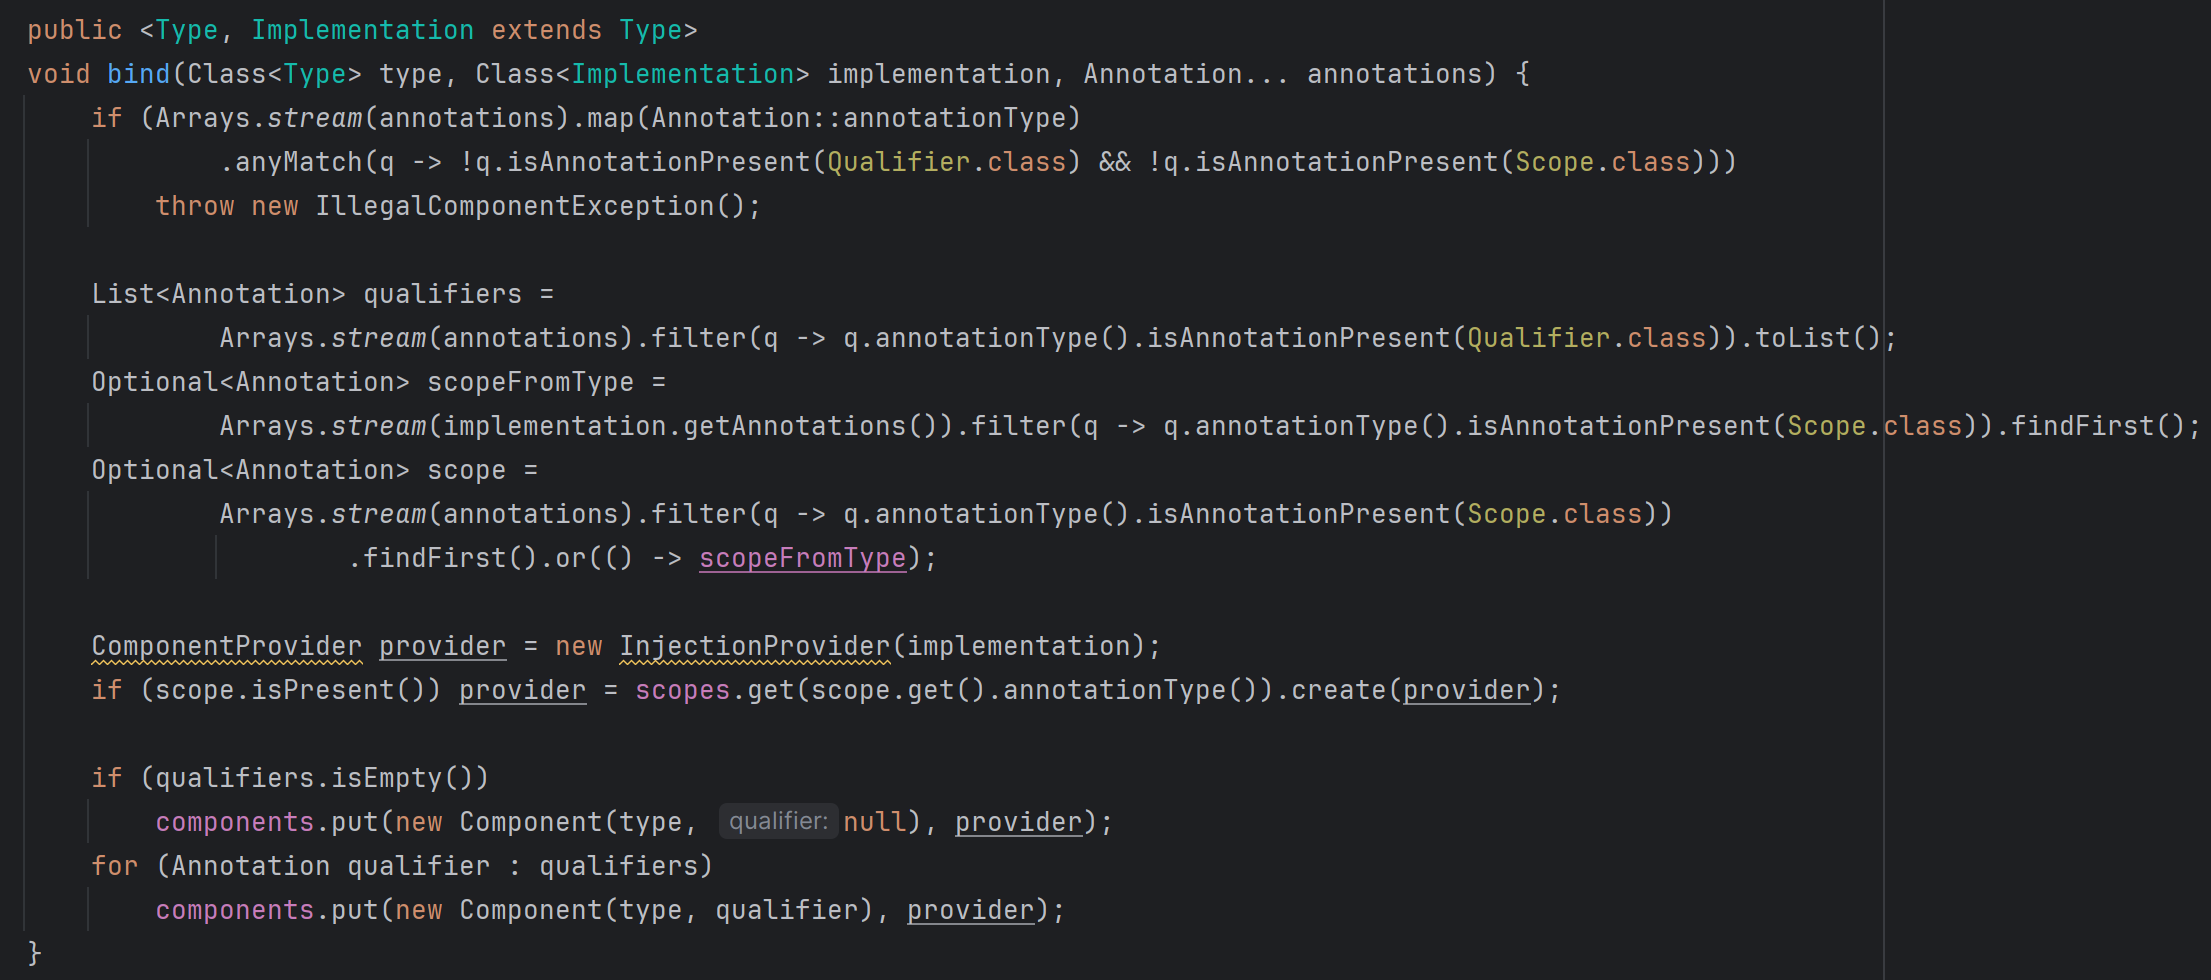 public <Type, Implementation extends Type>
void bind(Class<Type> type, Class<Implementation> implementation, Annotation... annotations) {
    if (Arrays.stream(annotations).map(Annotation::annotationType)
            .anyMatch(q -> !q.isAnnotationPresent(Qualifier.class) && !q.isAnnotationPresent(Scope.class)))
        throw new IllegalComponentException();

    List<Annotation> qualifiers =
            Arrays.stream(annotations).filter(q -> q.annotationType().isAnnotationPresent(Qualifier.class)).toList();
    Optional<Annotation> scopeFromType =
            Arrays.stream(implementation.getAnnotations()).filter(q -> q.annotationType().isAnnotationPresent(Scope.class)).findFirst();
    Optional<Annotation> scope =
            Arrays.stream(annotations).filter(q -> q.annotationType().isAnnotationPresent(Scope.class))
                    .findFirst().or(() -> scopeFromType);

    ComponentProvider provider = new InjectionProvider(implementation);
    if (scope.isPresent()) provider = scopes.get(scope.get().annotationType()).create(provider);

    if (qualifiers.isEmpty())
        components.put(new Component(type, qualifier: null), provider);
    for (Annotation qualifier : qualifiers)
        components.put(new Component(type, qualifier), provider);
}